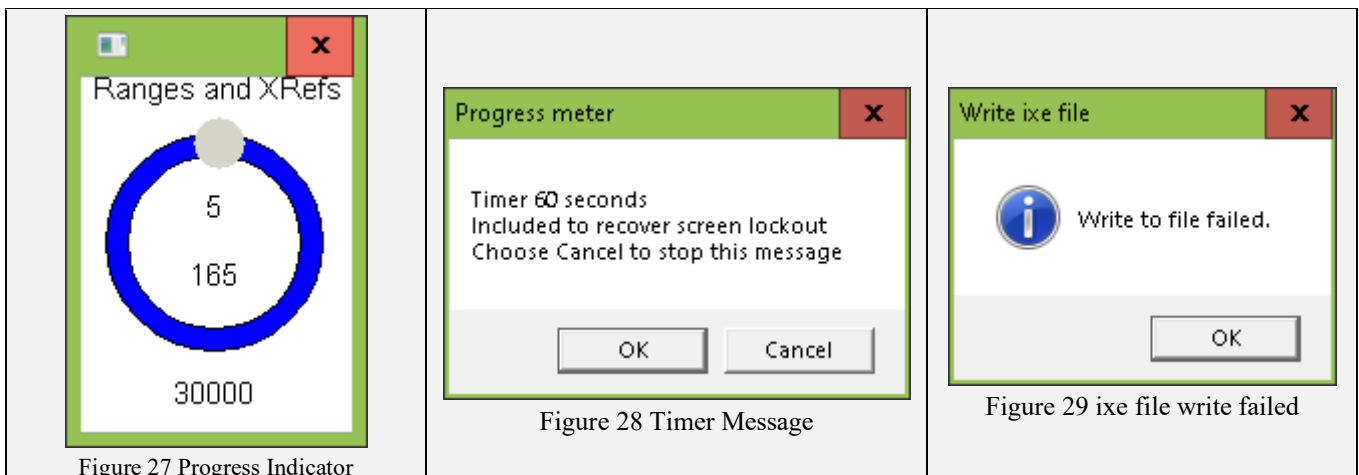 x
Ranges and XRefs
5
165
30000
Figure 27 Progress Indicator
Progress meter x
Timer 60 seconds
Included to recover screen lockout
Choose Cancel to stop this message
OK Cancel
Figure 28 Timer Message
Write ixe file x
i Write to file failed.
OK
Figure 29 ixe file write failed